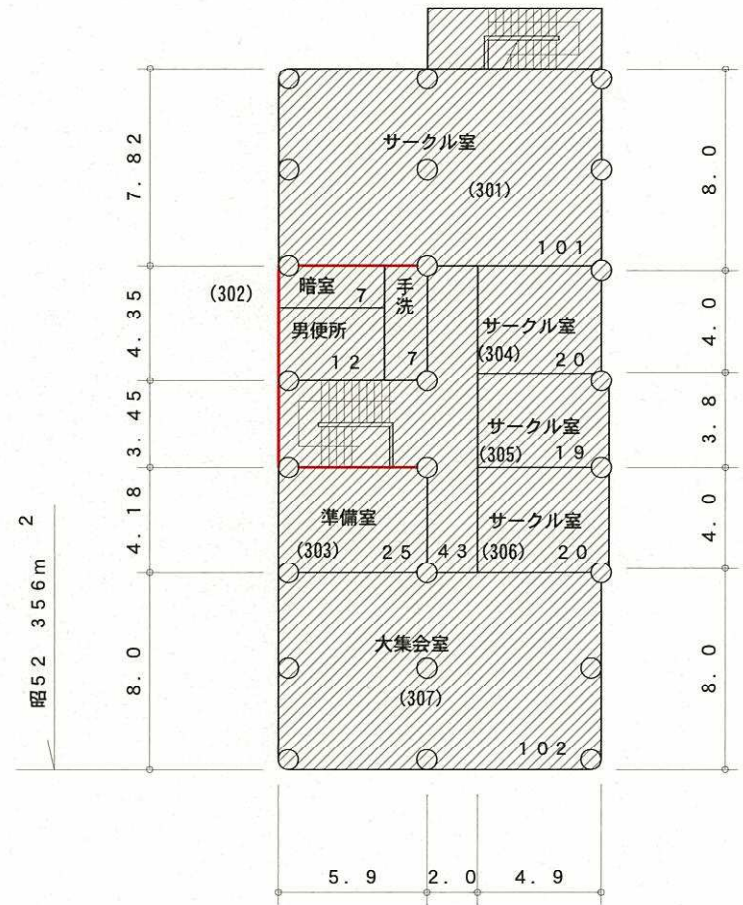 サークル室
(301)
101
7.82
8.0
(302)
暗室 7
手洗
7
男便所
12
サークル室
(304) 20
4.35
4.0
サークル室
(305) 19
3.45
3.8
準備室
(303) 25
43
サークル室
(306) 20
4.18
4.0
大集会室
(307)
102
8.0
8.0
昭52 356m2
5.9 2.0 4.9